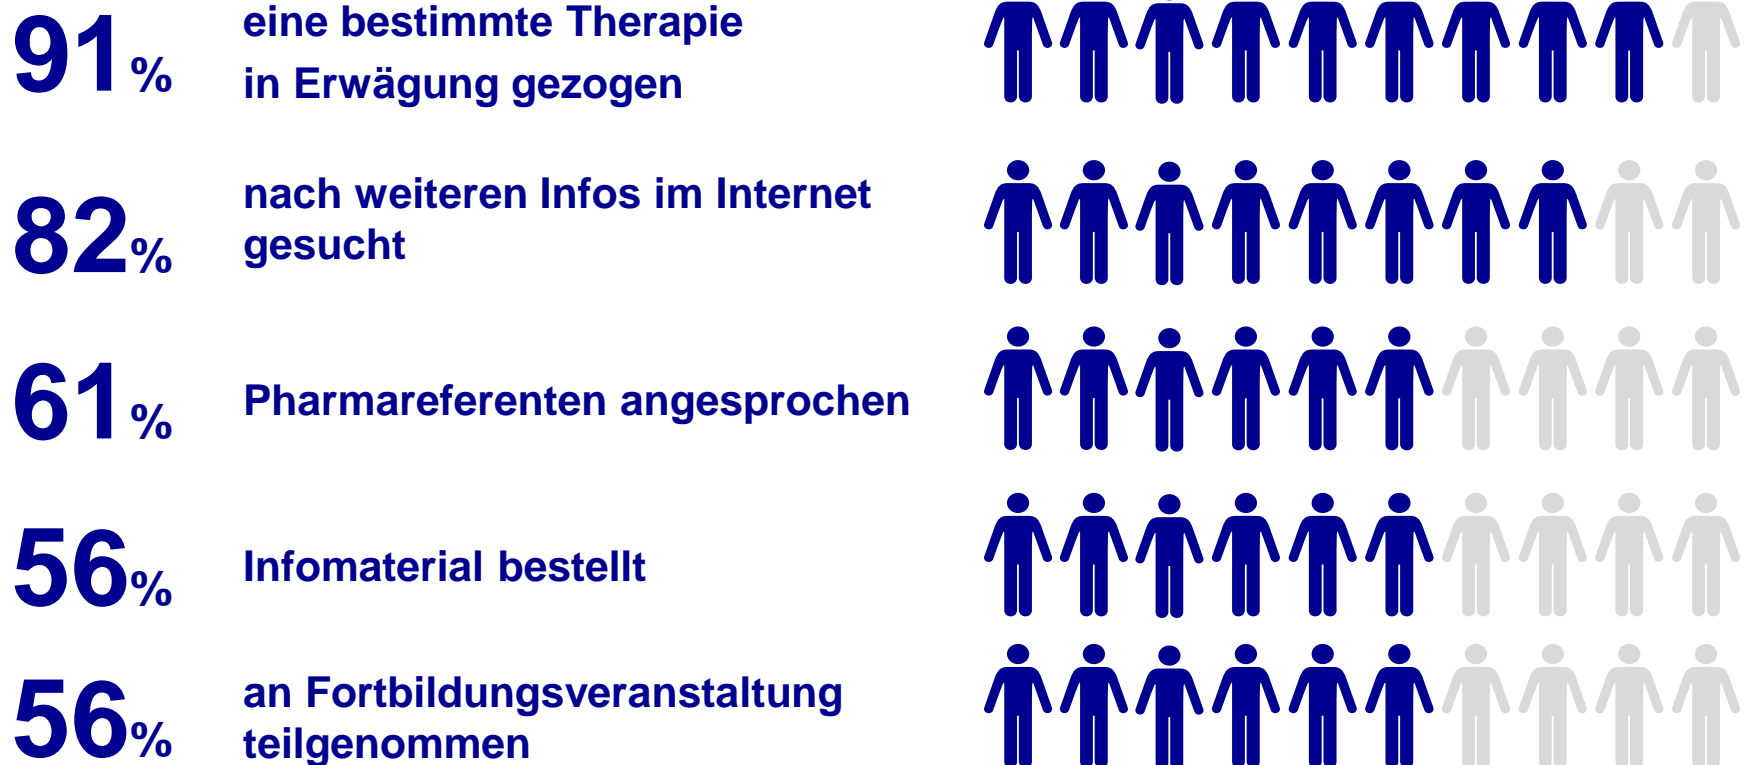 91%
eine bestimmte Therapie
in Erwägung gezogen
82%
nach weiteren Infos im Internet
gesucht
61%
Pharmareferenten angesprochen
56%
Infomaterial bestellt
56%
an Fortbildungsveranstaltung
teilgenommen